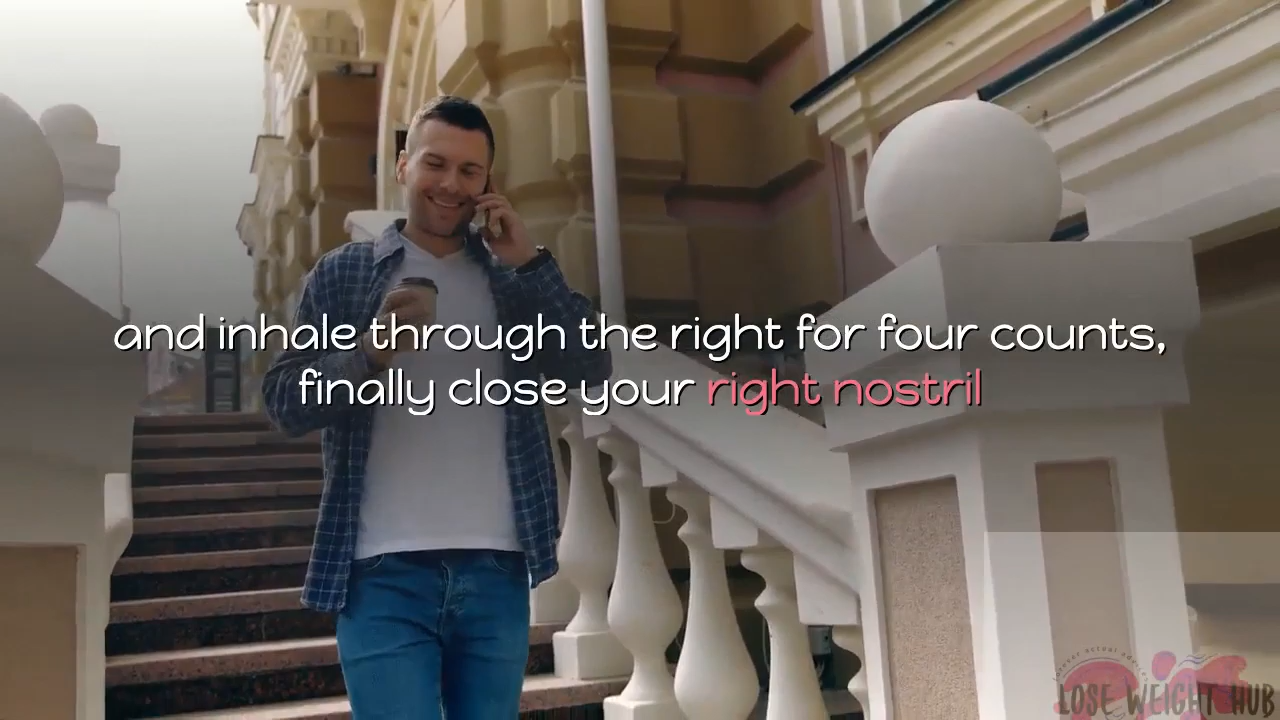 and inhale through the right for four counts,
finally close your right nostril
LOSE WEIGHT HUB